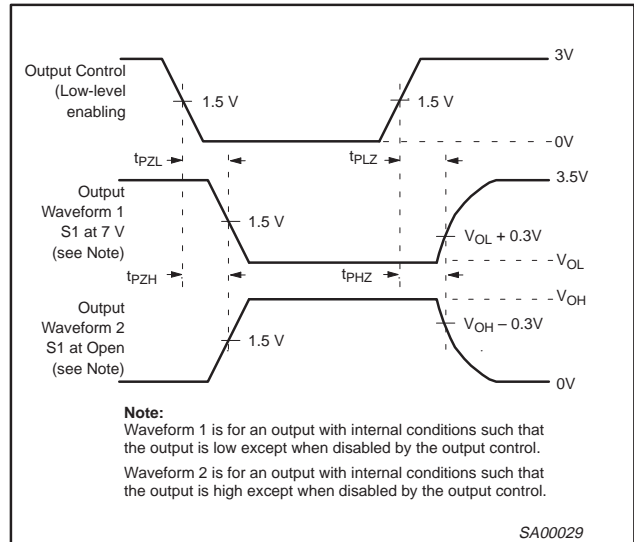 3V
Output Control
(Low-level
enabling
1.5 V
1.5 V
0V
tPZL
tPLZ
3.5V
Output
Waveform 1
S1 at 7 V
(see Note)
1.5 V
VOL + 0.3V
VOL
tPZH
tPHZ
VOH
Output
Waveform 2
S1 at Open
(see Note)
1.5 V
VOH – 0.3V
0V
Note:
Waveform 1 is for an output with internal conditions such that
the output is low except when disabled by the output control.
Waveform 2 is for an output with internal conditions such that
the output is high except when disabled by the output control.
SA00029